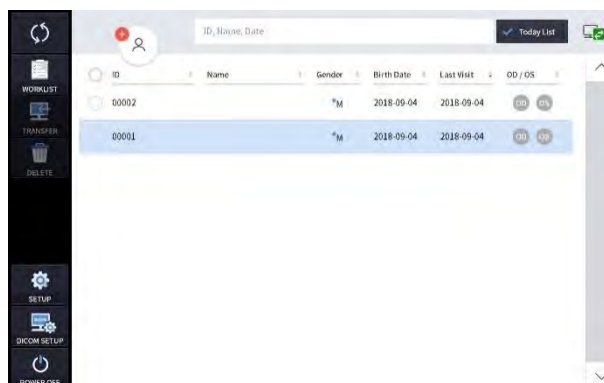 ID, Name, Date
Today List
ID Name Gender Birth Date Last Visit OD / OS
WORKLIST
00002 M 2018-09-04 2018-09-04 OD OS
TRANSFER
00001 M 2018-09-04 2018-09-04 OD OS
DELETE
SETUP
DICOM SETUP
POWER OFF